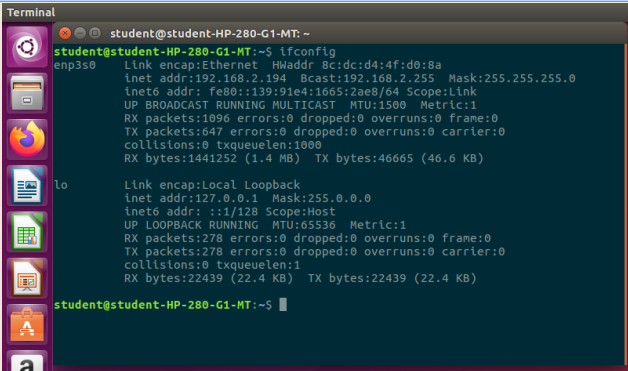 Terminal
student@student-HP-280-G1-MT: ~
student@student-HP-280-G1-MT:~$ ifconfig
enp3s0    Link encap:Ethernet  HWaddr 8c:dc:d4:4f:d0:8a
          inet addr:192.168.2.194  Bcast:192.168.2.255  Mask:255.255.255.0
          inet6 addr: fe80::139:91e4:1665:2ae8/64 Scope:Link
          UP BROADCAST RUNNING MULTICAST  MTU:1500  Metric:1
          RX packets:1096 errors:0 dropped:0 overruns:0 frame:0
          TX packets:647 errors:0 dropped:0 overruns:0 carrier:0
          collisions:0 txqueuelen:1000
          RX bytes:1441252 (1.4 MB)  TX bytes:46665 (46.6 KB)
lo        Link encap:Local Loopback
          inet addr:127.0.0.1  Mask:255.0.0.0
          inet6 addr: ::1/128 Scope:Host
          UP LOOPBACK RUNNING  MTU:65536  Metric:1
          RX packets:278 errors:0 dropped:0 overruns:0 frame:0
          TX packets:278 errors:0 dropped:0 overruns:0 carrier:0
          collisions:0 txqueuelen:1
          RX bytes:22439 (22.4 KB)  TX bytes:22439 (22.4 KB)
student@student-HP-280-G1-MT:~$